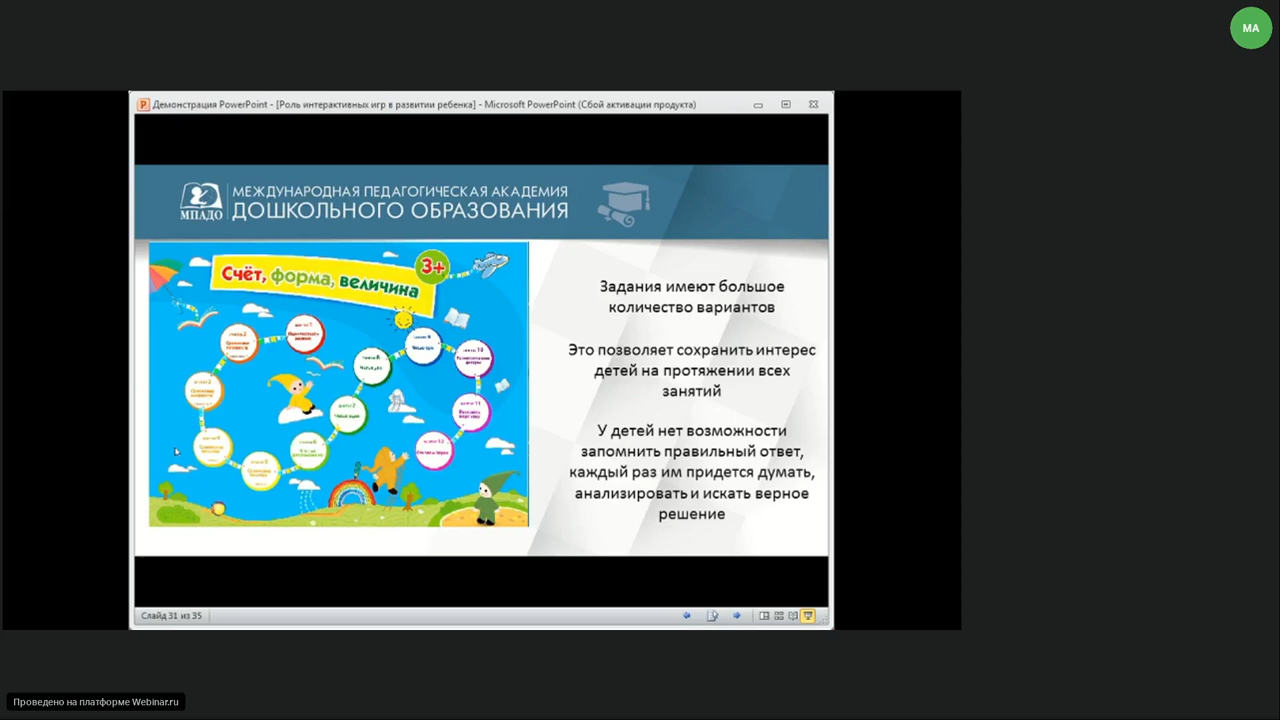 МА
Демонстрация PowerPoint - [Роль интерактивных игр в развитии ребенка] - Microsoft PowerPoint (Сбой активации продукта)
МПАДО
МЕЖДУНАРОДНАЯ ПЕДАГОГИЧЕСКАЯ АКАДЕМИЯ
ДОШКОЛЬНОГО ОБРАЗОВАНИЯ
Счёт, форма, величина
3+
Задания имеют большое
количество вариантов
Это позволяет сохранить интерес
детей на протяжении всех
занятий
У детей нет возможности
запомнить правильный ответ,
каждый раз им придется думать,
анализировать и искать верное
решение
Слайд 31 из 35
Проведено на платформе Webinar.ru